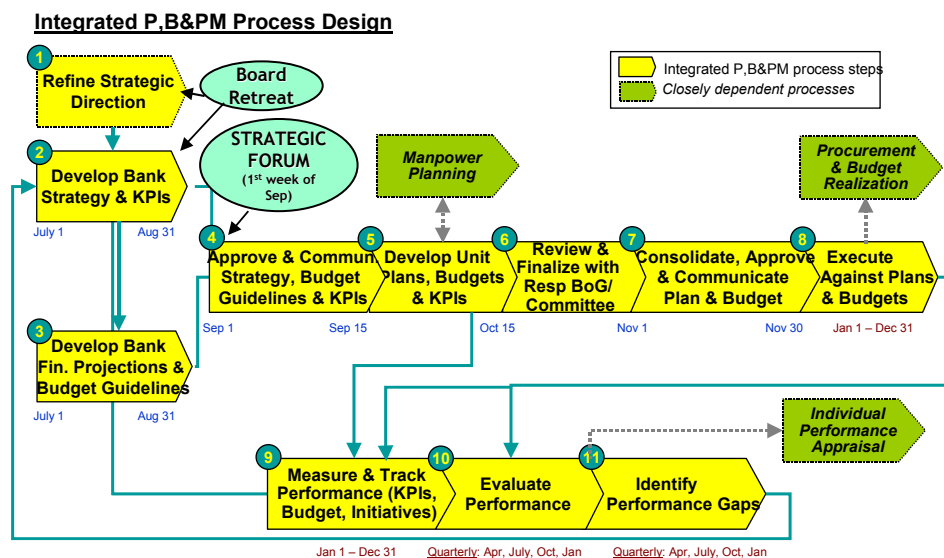 Integrated P,B&PM Process Design
1
Refine Strategic
Direction
Board
Retreat
Integrated P,B&PM process steps
Closely dependent processes
STRATEGIC
FORUM
(1st week of
Sep)
2
Develop Bank
Strategy & KPIs
July 1
Aug 31
Manpower
Planning
Procurement
& Budget
Realization
4
Approve & Commun
Strategy, Budget
Guidelines & KPIs
5
Develop Unit
Plans, Budgets
& KPIs
6
Review &
Finalize with
Resp BoG/
Committee
7
Consolidate, Approve
& Communicate
Plan & Budget
8
Execute
Against Plans
& Budgets
Sep 1
Sep 15
Oct 15
Nov 1
Nov 30
Jan 1 – Dec 31
3
Develop Bank
Fin. Projections &
Budget Guidelines
July 1
Aug 31
Individual
Performance
Appraisal
9
Measure & Track
Performance (KPIs,
Budget, Initiatives)
10
Evaluate
Performance
11
Identify
Performance Gaps
Jan 1 – Dec 31
Quarterly: Apr, July, Oct, Jan
Quarterly: Apr, July, Oct, Jan